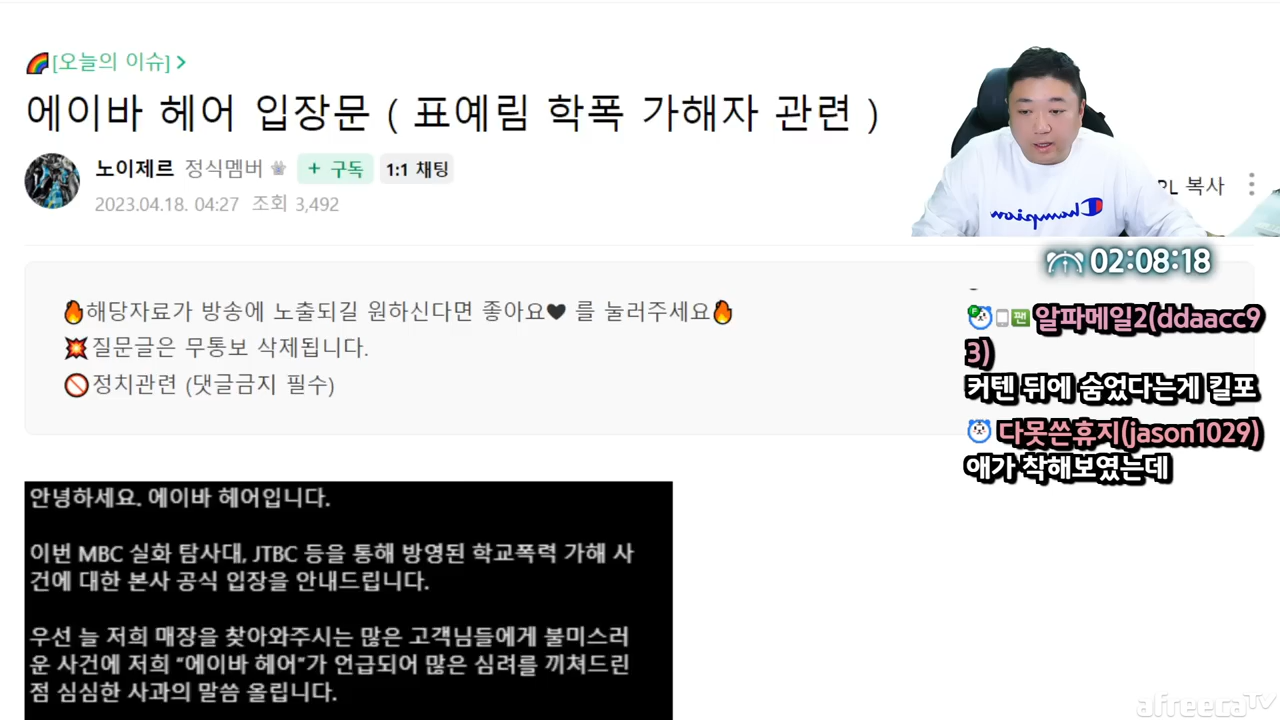 [오늘의 이슈] >
에이바 헤어 입장문 ( 표예림 학폭 가해자 관련 )
노이제르 정식멤버 + 구독 1:1 채팅
2023.04.18. 04:27 조회 3,492
RL 복사
Champion
02:08:18
🔥해당자료가 방송에 노출되길 원하신다면 좋아요🖤 를 눌러주세요🔥
💥질문글은 무통보 삭제됩니다.
🚫정치관련 (댓글금지 필수)
팬 알파메일2(ddaacc9
3)
커텐 뒤에 숨었다는게 킬포
다못쓴휴지(jason1029)
애가 착해보였는데
안녕하세요. 에이바 헤어입니다.
이번 MBC 실화 탐사대, JTBC 등을 통해 방영된 학교폭력 가해 사
건에 대한 본사 공식 입장을 안내드립니다.
우선 늘 저희 매장을 찾아와주시는 많은 고객님들에게 불미스러
운 사건에 저희 “에이바 헤어”가 언급되어 많은 심려를 끼쳐드린
점 심심한 사과의 말씀 올립니다.
afreecaTV